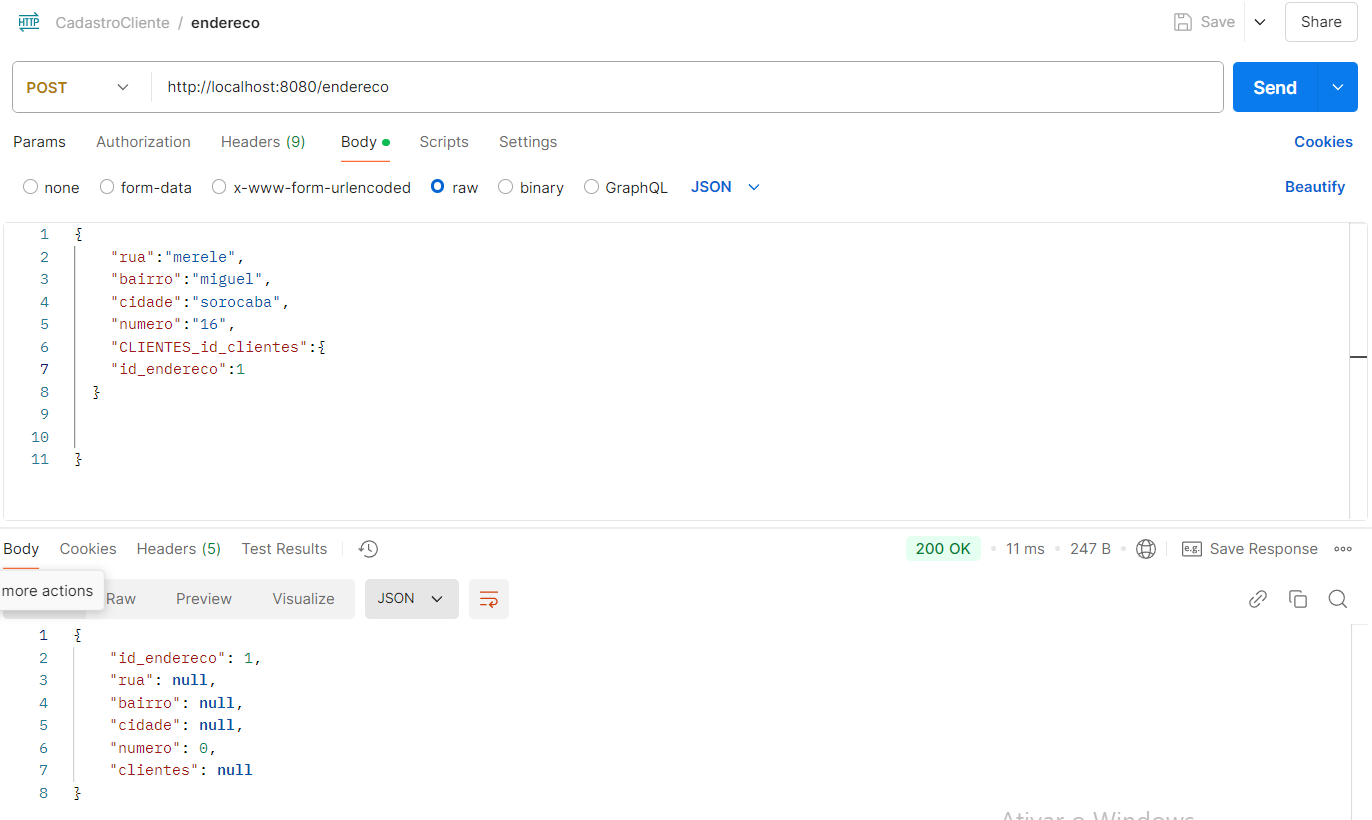 HTTP CadastroCliente / endereco Save Share
POST http://localhost:8080/endereco Send
Params Authorization Headers (9) Body Scripts Settings Cookies
none form-data x-www-form-urlencoded raw binary GraphQL JSON Beautify
1 {
2 "rua":"merele",
3 "bairro":"miguel",
4 "cidade":"sorocaba",
5 "numero":"16",
6 "CLIENTES_id_clientes":{
7 "id_endereco":1
8 }
9
10
11 }
Body Cookies Headers (5) Test Results 200 OK 11 ms 247 B e.g. Save Response
more actions Raw Preview Visualize JSON
1 {
2 "id_endereco": 1,
3 "rua": null,
4 "bairro": null,
5 "cidade": null,
6 "numero": 0,
7 "clientes": null
8 }
Ativar o Windows